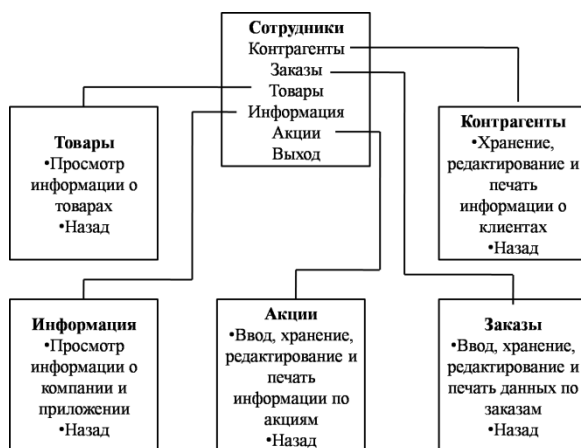 Сотрудники
Контрагенты
Заказы
Товары
Информация
Акции
Выход
Товары
•Просмотр
информации о
товарах
•Назад
Контрагенты
•Хранение,
редактирование и
печать
информации о
клиентах
•Назад
Информация
•Просмотр
информации о
компании и
приложении
•Назад
Акции
•Ввод, хранение,
редактирование и
печать
информации по
акциям
•Назад
Заказы
•Ввод, хранение,
редактирование и
печать данных по
заказам
•Назад